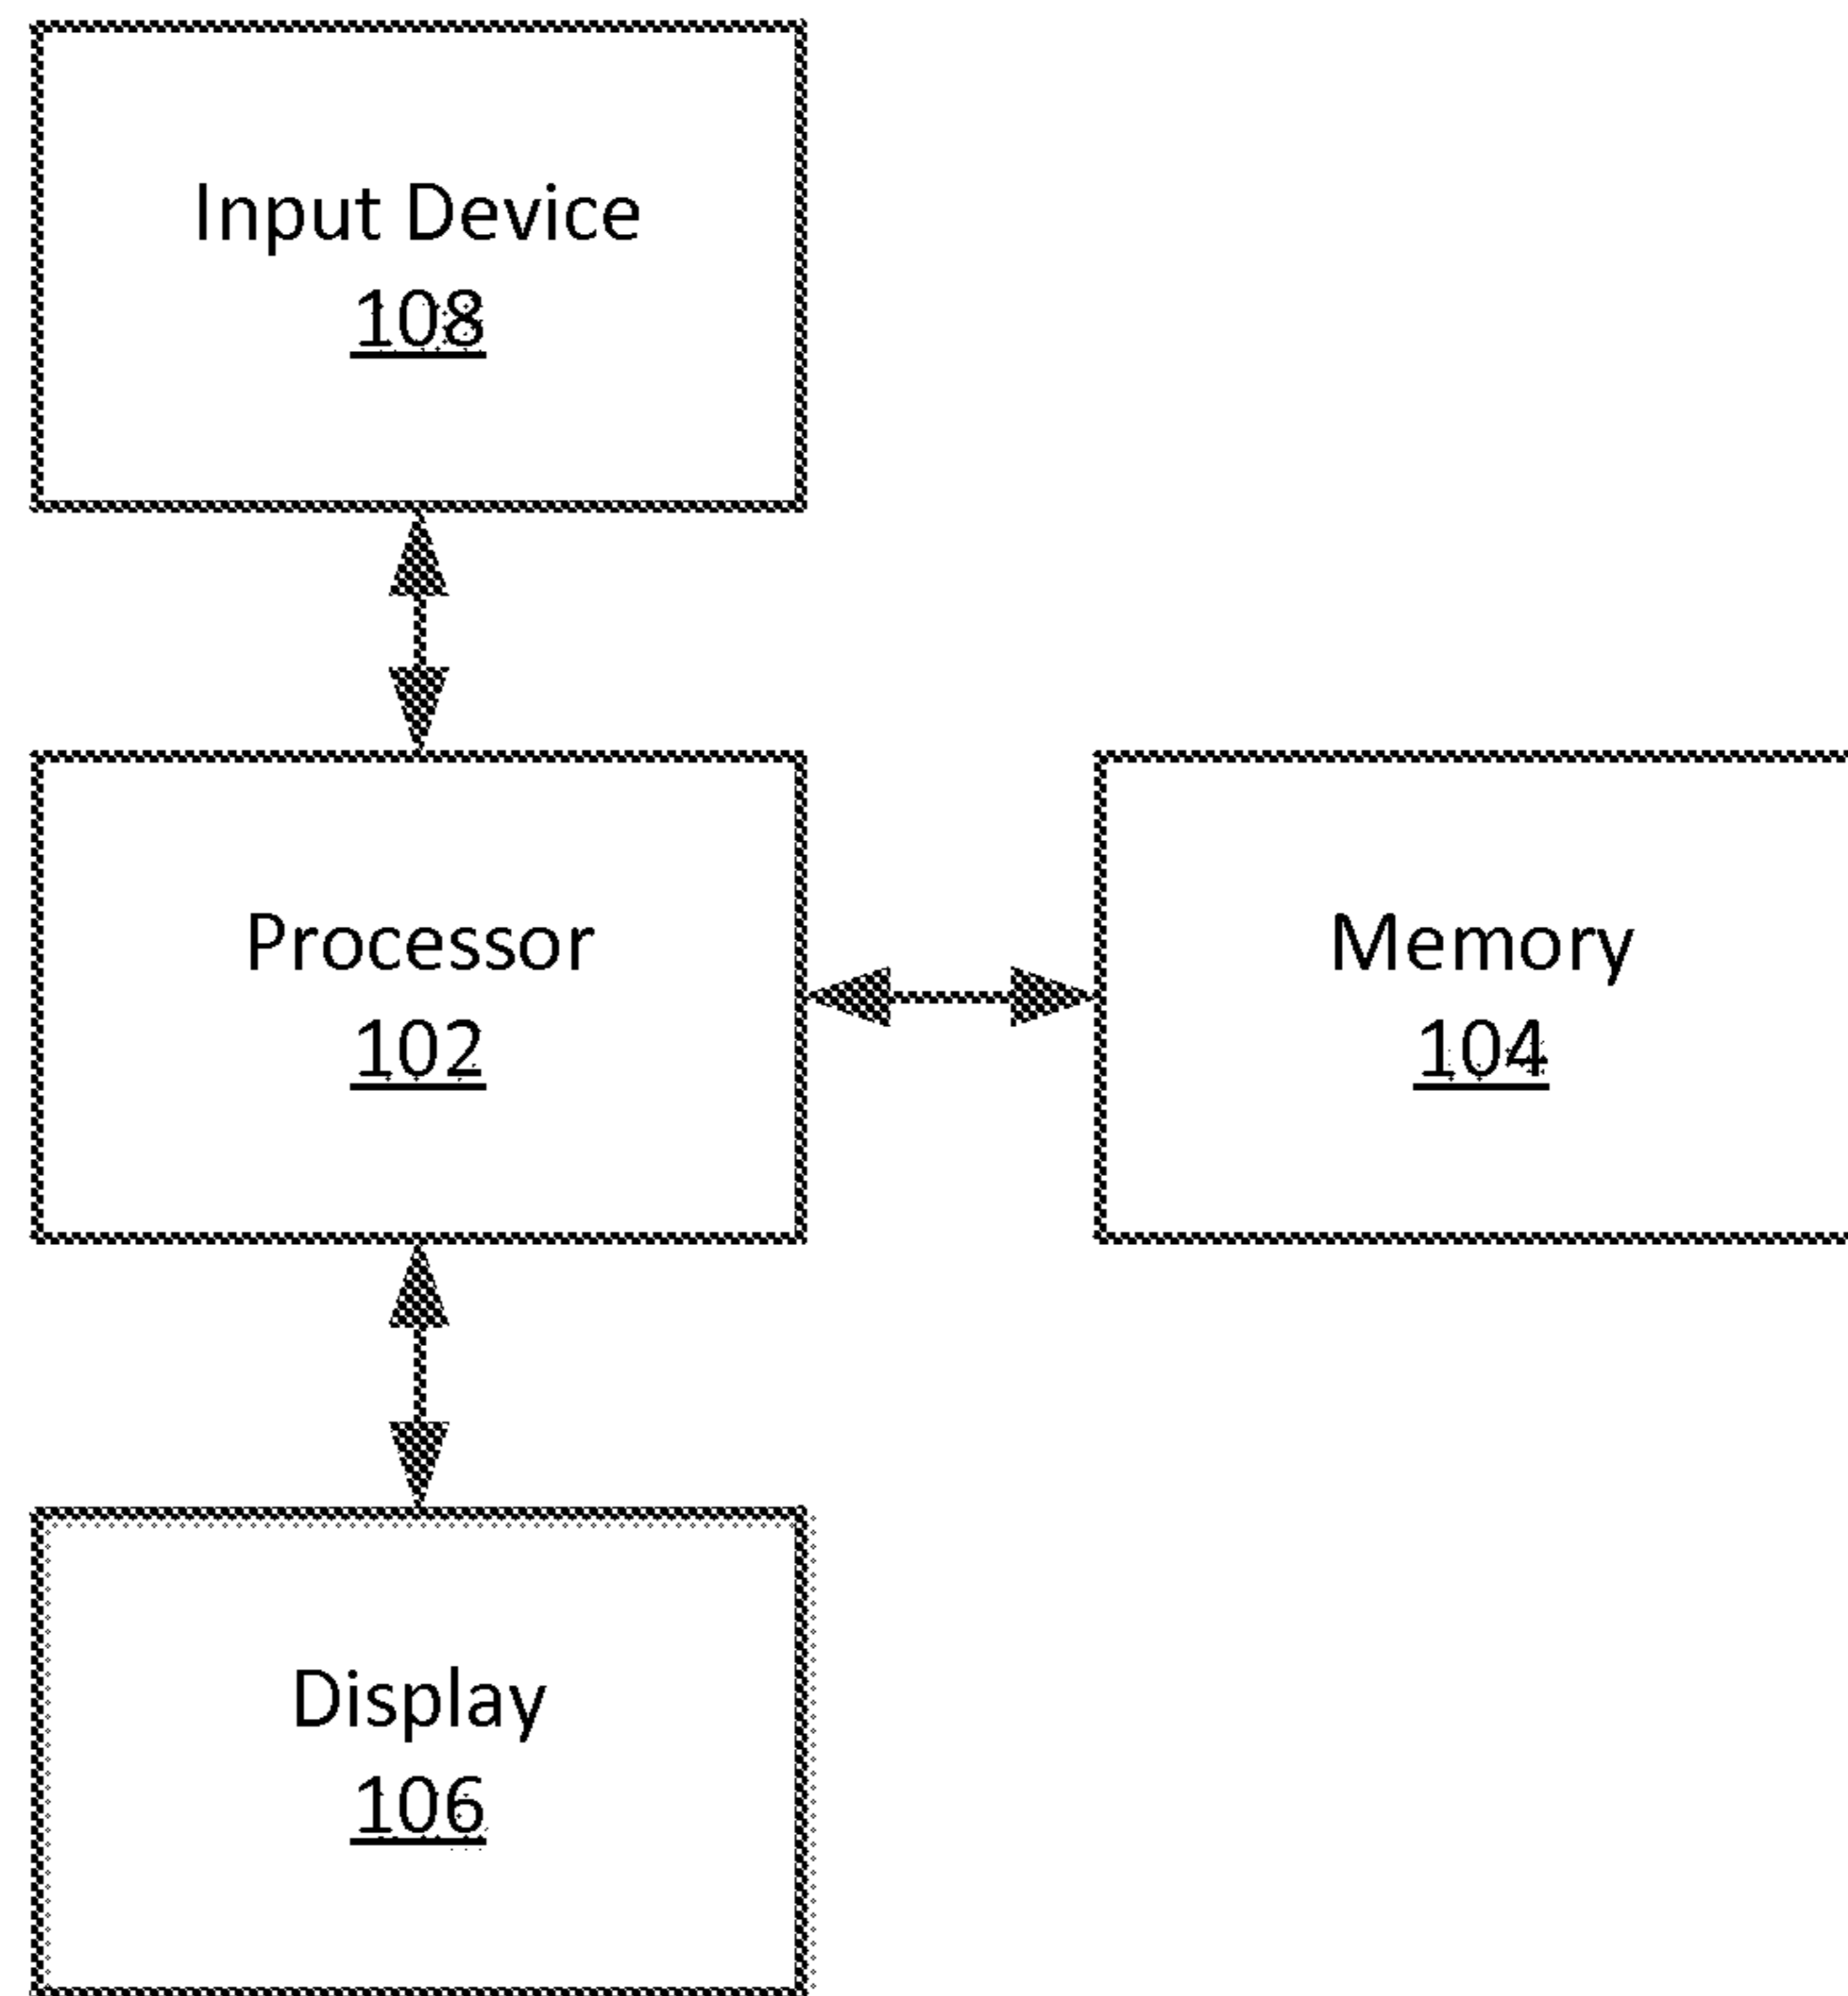 Input Device
108
Processor
102
Memory
104
Display
106